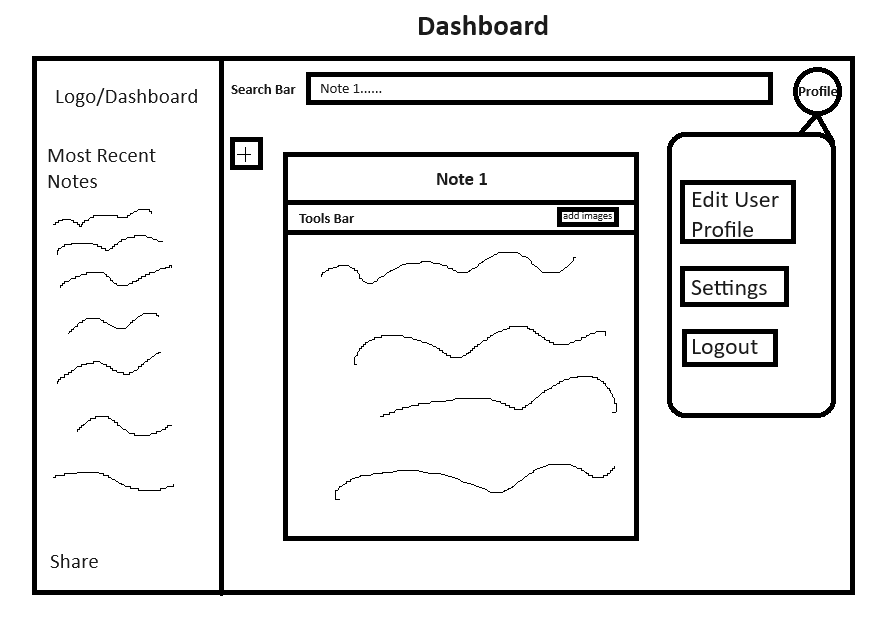 Dashboard
Logo/Dashboard
Most Recent
Notes
Share
Search Bar
Note 1......
Profile
+
Note 1
Tools Bar
add images
Edit User
Profile
Settings
Logout